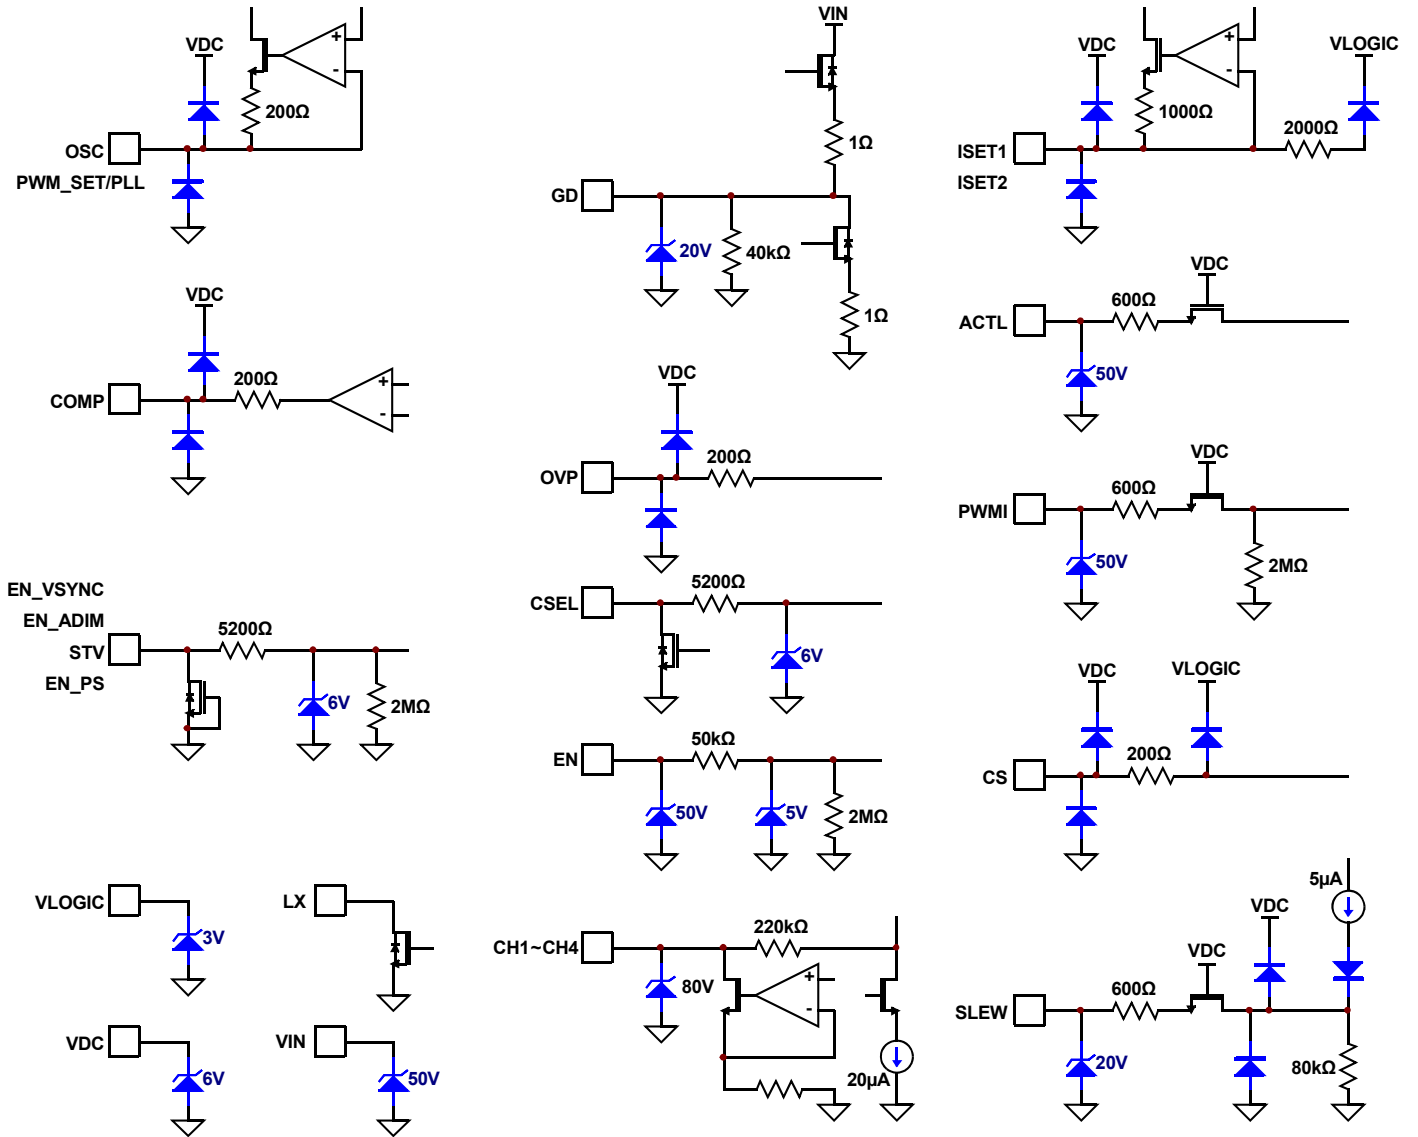 VDC
+
-
200Ω
OSC
PWM_SET/PLL
VDC
200Ω
+
-
COMP
EN_VSYNC
EN_ADIM
STV
EN_PS
5200Ω
6V
2MΩ
VLOGIC
3V
LX
VDC
6V
VIN
50V
VIN
1Ω
GD
20V
40kΩ
1Ω
VDC
200Ω
OVP
5200Ω
CSEL
6V
50kΩ
EN
50V
5V
2MΩ
220kΩ
CH1~CH4
80V
+
-
20µA
VDC
+
-
1000Ω
VLOGIC
2000Ω
ISET1
ISET2
VDC
600Ω
ACTL
50V
VDC
600Ω
PWMI
50V
2MΩ
VDC
VLOGIC
200Ω
CS
5µA
VDC
VDC
600Ω
SLEW
20V
80kΩ